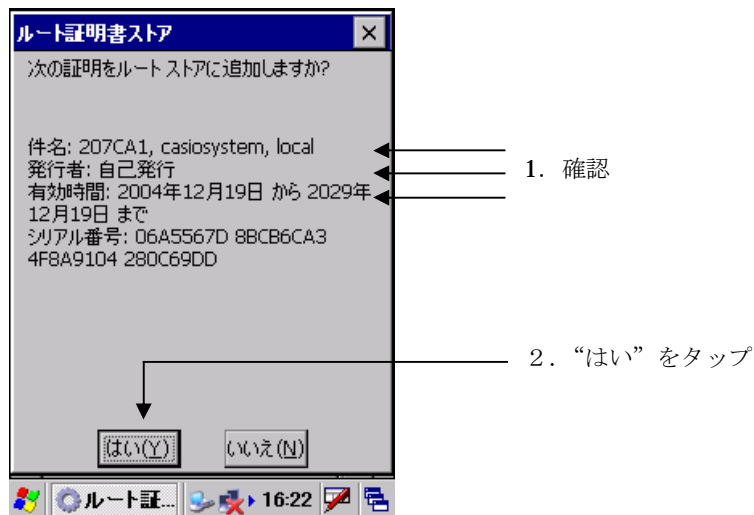 ルート証明書ストア
次の証明をルート ストアに追加しますか?
件名: 207CA1, casiosystem, local
発行者: 自己発行
有効時間: 2004年12月19日 から 2029年
12月19日 まで
シリアル番号: 06A5567D 8BCB6CA3
4F8A9104 280C69DD
1．確認
２．“はい”をタップ
はい(Y) いいえ(N)
ルート証... 16:22